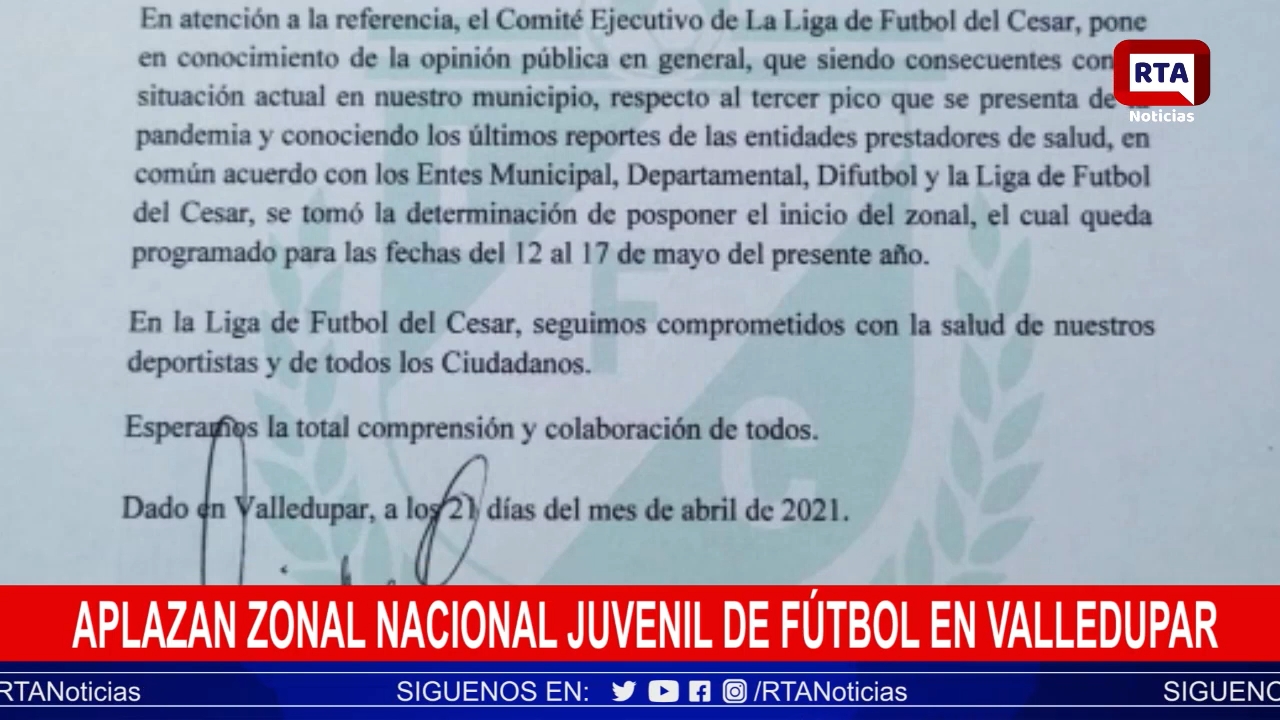 En atención a la referencia, el Comité Ejecutivo de La Liga de Futbol del Cesar, pone
en conocimiento de la opinión pública en general, que siendo consecuentes con
situación actual en nuestro municipio, respecto al tercer pico que se presenta de
pandemia y conociendo los últimos reportes de las entidades prestadores de salud, en
común acuerdo con los Entes Municipal, Departamental, Difutbol y la Liga de Futbol
del Cesar, se tomó la determinación de posponer el inicio del zonal, el cual queda
programado para las fechas del 12 al 17 de mayo del presente año.
En la Liga de Futbol del Cesar, seguimos comprometidos con la salud de nuestros
deportistas y de todos los Ciudadanos.
Esperamos la total comprensión y colaboración de todos.
Dado en Valledupar, a los 21 días del mes de abril de 2021.
F
C
RTA
Noticias
APLAZAN ZONAL NACIONAL JUVENIL DE FÚTBOL EN VALLEDUPAR
RTANoticias SIGUENOS EN: /RTANoticias SIGUENO